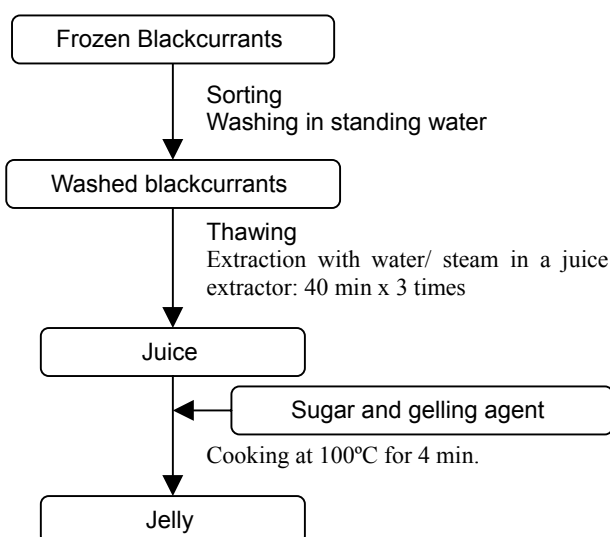 Frozen Blackcurrants
Sorting
Washing in standing water
Washed blackcurrants
Thawing
Extraction with water/ steam in a juice
extractor: 40 min x 3 times
Juice
Sugar and gelling agent
Cooking at 100ºC for 4 min.
Jelly